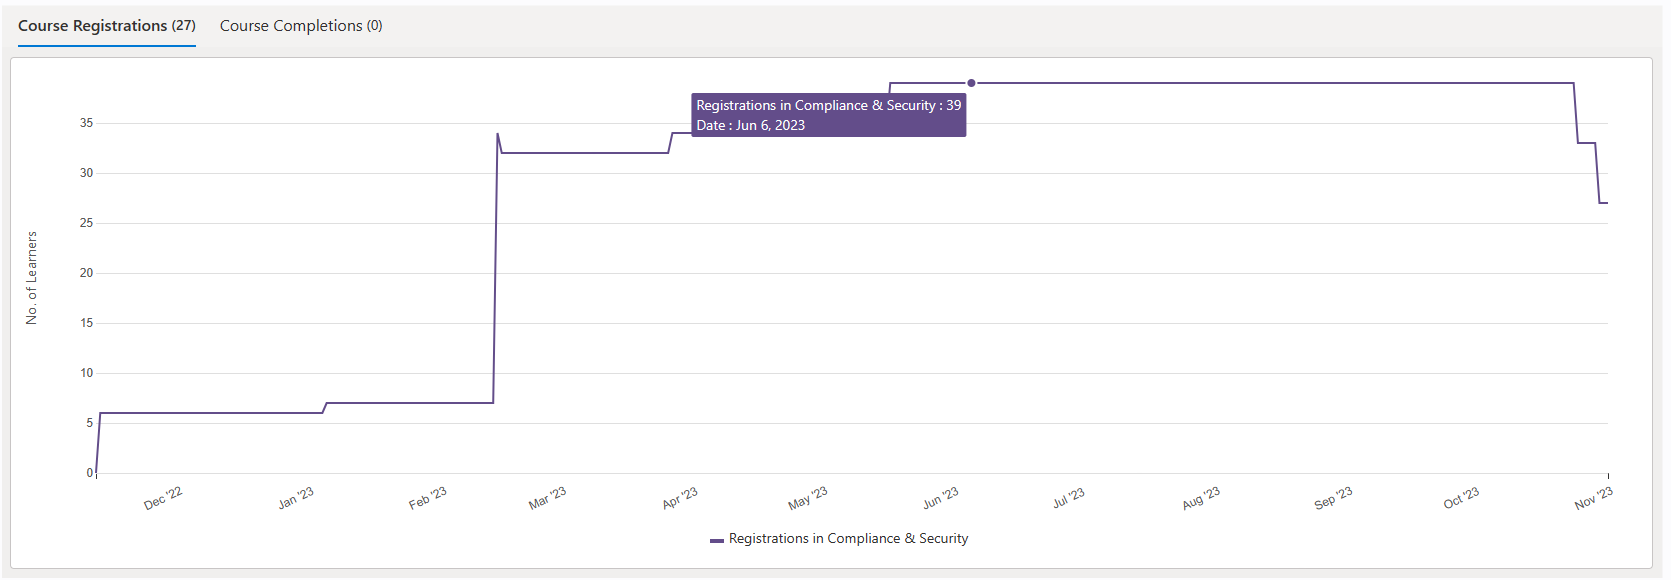 Course Registrations (27) Course Completions (0)
Registrations in Compliance & Security : 39
Date : Jun 6, 2023
No. of Learners
35
30
25
20
15
10
5
0
Dec '22 Jan '23 Feb '23 Mar '23 Apr '23 May '23 Jun '23 Jul '23 Aug '23 Sep '23 Oct '23 Nov '23
Registrations in Compliance & Security